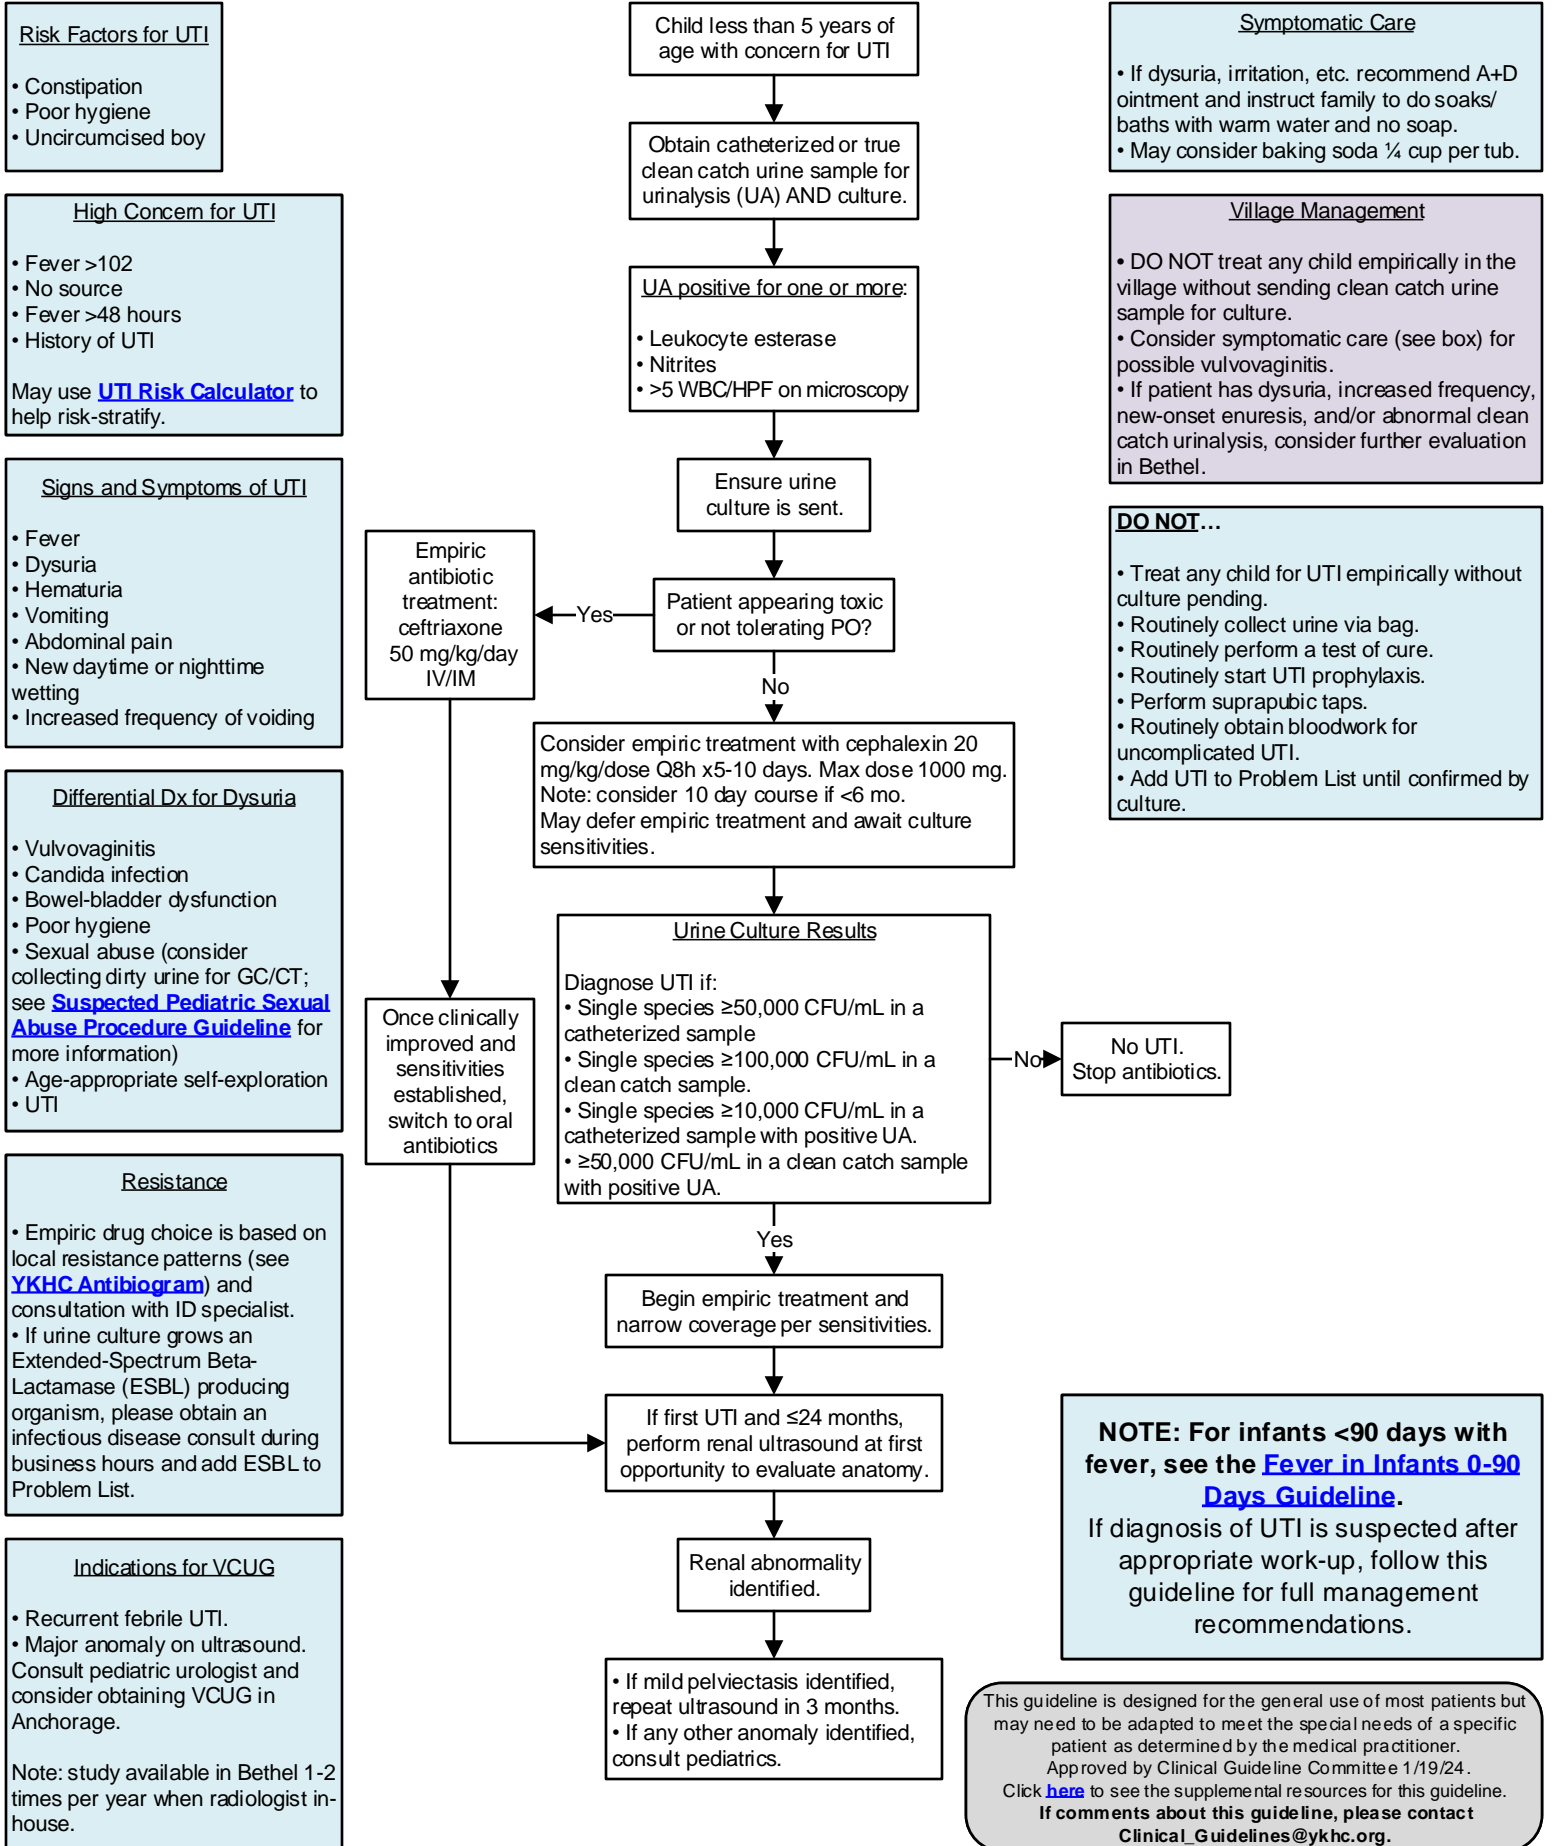 Risk Factors for UTI
• Constipation
• Poor hygiene
• Uncircumcised boy
High Concern for UTI
• Fever >102
• No source
• Fever >48 hours
• History of UTI
May use UTI Risk Calculator to
help risk-stratify.
Signs and Symptoms of UTI
• Fever
• Dysuria
• Hematuria
• Vomiting
• Abdominal pain
• New daytime or nighttime
wetting
• Increased frequency of voiding
Differential Dx for Dysuria
• Vulvovaginitis
• Candida infection
• Bowel-bladder dysfunction
• Poor hygiene
• Sexual abuse (consider
collecting dirty urine for GC/CT;
see Suspected Pediatric Sexual
Abuse Procedure Guideline for
more information)
• Age-appropriate self-exploration
• UTI
Resistance
• Empiric drug choice is based on
local resistance patterns (see
YKHC Antibiogram) and
consultation with ID specialist.
• If urine culture grows an
Extended-Spectrum Beta-
Lactamase (ESBL) producing
organism, please obtain an
infectious disease consult during
business hours and add ESBL to
Problem List.
Indications for VCUG
• Recurrent febrile UTI.
• Major anomaly on ultrasound.
Consult pediatric urologist and
consider obtaining VCUG in
Anchorage.
Note: study available in Bethel 1-2
times per year when radiologist in-
house.
Child less than 5 years of
age with concern for UTI
Obtain catheterized or true
clean catch urine sample for
urinalysis (UA) AND culture.
UA positive for one or more:
• Leukocyte esterase
• Nitrites
• >5 WBC/HPF on microscopy
Ensure urine
culture is sent.
Patient appearing toxic
or not tolerating PO?
Yes
Empiric
antibiotic
treatment:
ceftriaxone
50 mg/kg/day
IV/IM
No
Consider empiric treatment with cephalexin 20
mg/kg/dose Q8h x5-10 days. Max dose 1000 mg.
Note: consider 10 day course if <6 mo.
May defer empiric treatment and await culture
sensitivities.
Once clinically
improved and
sensitivities
established,
switch to oral
antibiotics
Urine Culture Results
Diagnose UTI if:
• Single species ≥50,000 CFU/mL in a
catheterized sample
• Single species ≥100,000 CFU/mL in a
clean catch sample.
• Single species ≥10,000 CFU/mL in a
catheterized sample with positive UA.
• ≥50,000 CFU/mL in a clean catch sample
with positive UA.
No
No UTI.
Stop antibiotics.
Yes
Begin empiric treatment and
narrow coverage per sensitivities.
If first UTI and ≤24 months,
perform renal ultrasound at first
opportunity to evaluate anatomy.
Renal abnormality
identified.
• If mild pelviectasis identified,
repeat ultrasound in 3 months.
• If any other anomaly identified,
consult pediatrics.
Symptomatic Care
• If dysuria, irritation, etc. recommend A+D
ointment and instruct family to do soaks/
baths with warm water and no soap.
• May consider baking soda ¼ cup per tub.
Village Management
• DO NOT treat any child empirically in the
village without sending clean catch urine
sample for culture.
• Consider symptomatic care (see box) for
possible vulvovaginitis.
• If patient has dysuria, increased frequency,
new-onset enuresis, and/or abnormal clean
catch urinalysis, consider further evaluation
in Bethel.
DO NOT…
• Treat any child for UTI empirically without
culture pending.
• Routinely collect urine via bag.
• Routinely perform a test of cure.
• Routinely start UTI prophylaxis.
• Perform suprapubic taps.
• Routinely obtain bloodwork for
uncomplicated UTI.
• Add UTI to Problem List until confirmed by
culture.
NOTE: For infants <90 days with
fever, see the Fever in Infants 0-90
Days Guideline.
If diagnosis of UTI is suspected after
appropriate work-up, follow this
guideline for full management
recommendations.
This guideline is designed for the general use of most patients but
may need to be adapted to meet the special needs of a specific
patient as determined by the medical practitioner.
Approved by Clinical Guideline Committee 1/19/24.
Click here to see the supplemental resources for this guideline.
If comments about this guideline, please contact
Clinical_Guidelines@ykhc.org.